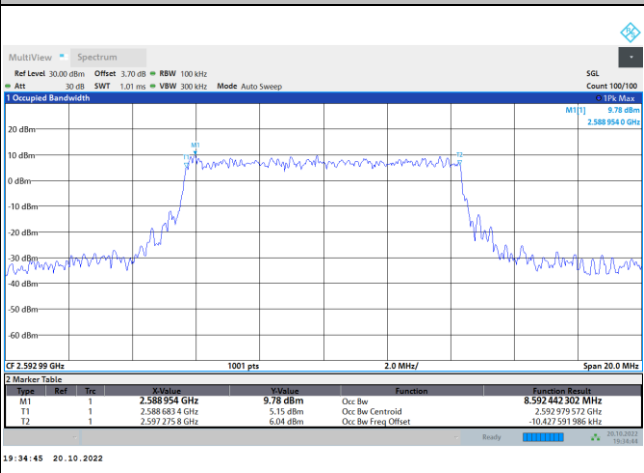 MultiView Spectrum
Ref Level 30.00 dBm Offset 3.70 dB RBW 100 kHz SGL
Att 30 dB SWT 1.01 ms VBW 300 kHz Mode Auto Sweep Count 100/100
1 Occupied Bandwidth 1Pk Max
M1[1] 9.78 dBm
2.588 954 0 GHz
20 dBm
M1
T1
T2
10 dBm
0 dBm
-10 dBm
-20 dBm
-30 dBm
-40 dBm
-50 dBm
-60 dBm
CF 2.592 99 GHz 1001 pts 2.0 MHz/ Span 20.0 MHz
2 Marker Table
Type Ref Trc X-Value Y-Value Function Function Result
M1 1 2.588 954 GHz 9.78 dBm Occ Bw 8.592 442 302 MHz
T1 1 2.588 683 4 GHz 5.15 dBm Occ Bw Centroid 2.592 979 572 GHz
T2 1 2.597 275 8 GHz 6.04 dBm Occ Bw Freq Offset -10.427 591 986 kHz
Ready 20.10.2022
19:34:44
19:34:45 20.10.2022